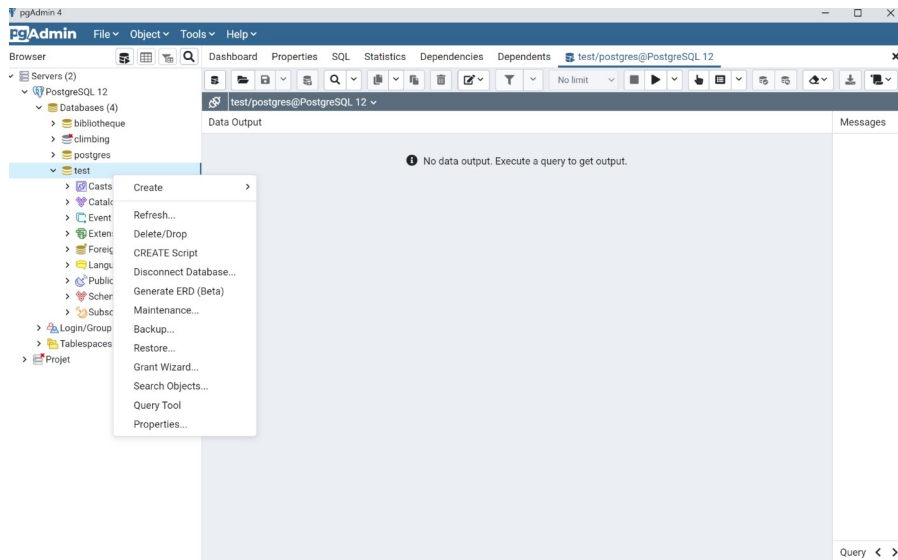 pgAdmin 4
pgAdmin File Object Tools Help
Browser
Dashboard Properties SQL Statistics Dependencies Dependents test/postgres@PostgreSQL 12
No limit
Servers (2)
PostgreSQL 12
Databases (4)
bibliotheque
climbing
postgres
test
Casts
Catalo
Event
Exten
Foreig
Langu
Public
Schen
Subsc
Login/Group
Tablespaces
Projet
Create
Refresh...
Delete/Drop
CREATE Script
Disconnect Database...
Generate ERD (Beta)
Maintenance...
Backup...
Restore...
Grant Wizard...
Search Objects...
Query Tool
Properties...
test/postgres@PostgreSQL 12
Data Output
Messages
No data output. Execute a query to get output.
Query